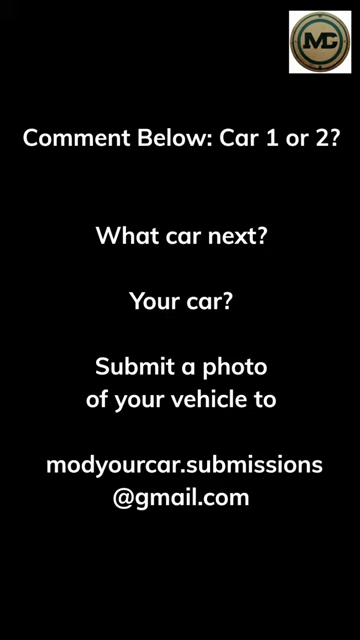 MC
Comment Below: Car 1 or 2?
What car next?
Your car?
Submit a photo
of your vehicle to
modyourcar.submissions
@gmail.com